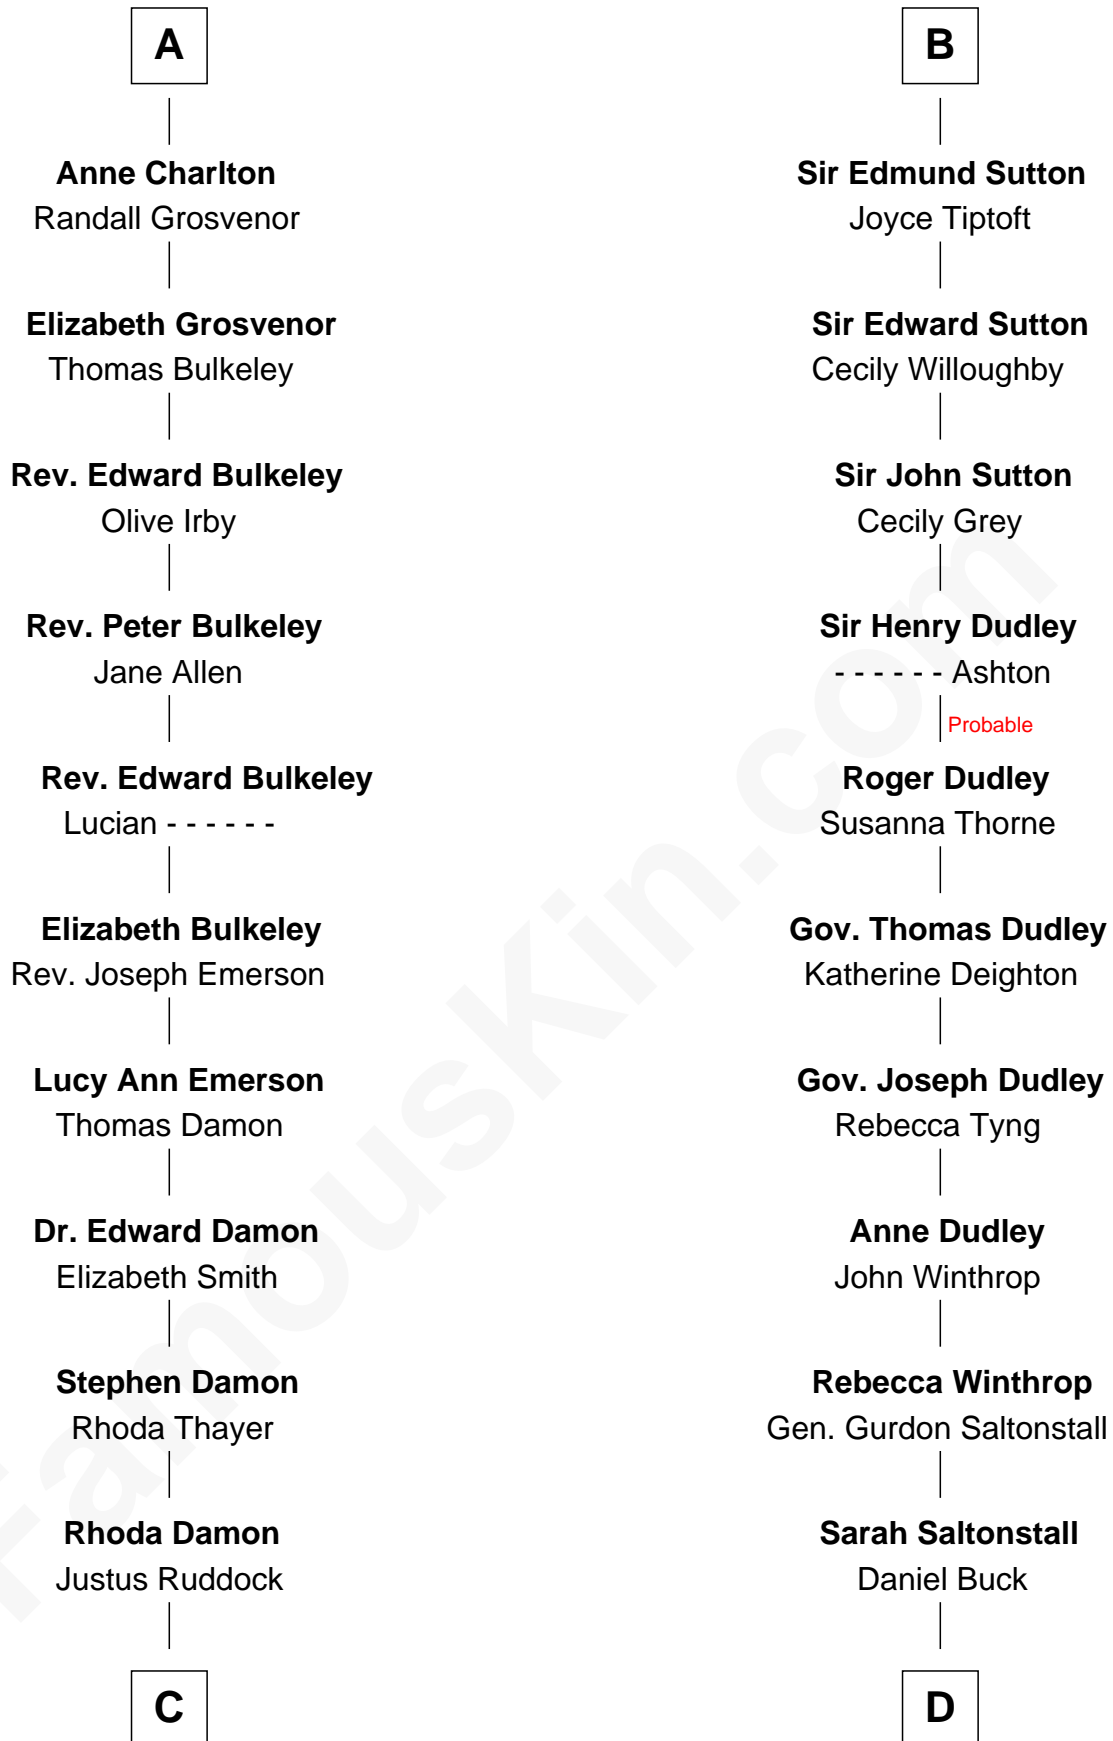 A
Anne Charlton
Randall Grosvenor
Elizabeth Grosvenor
Thomas Bulkeley
Rev. Edward Bulkeley
Olive Irby
Rev. Peter Bulkeley
Jane Allen
Rev. Edward Bulkeley
Lucian - - - - - -
Elizabeth Bulkeley
Rev. Joseph Emerson
Lucy Ann Emerson
Thomas Damon
Dr. Edward Damon
Elizabeth Smith
Stephen Damon
Rhoda Thayer
Rhoda Damon
Justus Ruddock
C
B
Sir Edmund Sutton
Joyce Tiptoft
Sir Edward Sutton
Cecily Willoughby
Sir John Sutton
Cecily Grey
Sir Henry Dudley
- - - - - - Ashton
Probable
Roger Dudley
Susanna Thorne
Gov. Thomas Dudley
Katherine Deighton
Gov. Joseph Dudley
Rebecca Tyng
Anne Dudley
John Winthrop
Rebecca Winthrop
Gen. Gurdon Saltonstall
Sarah Saltonstall
Daniel Buck
D
FamousKin.com